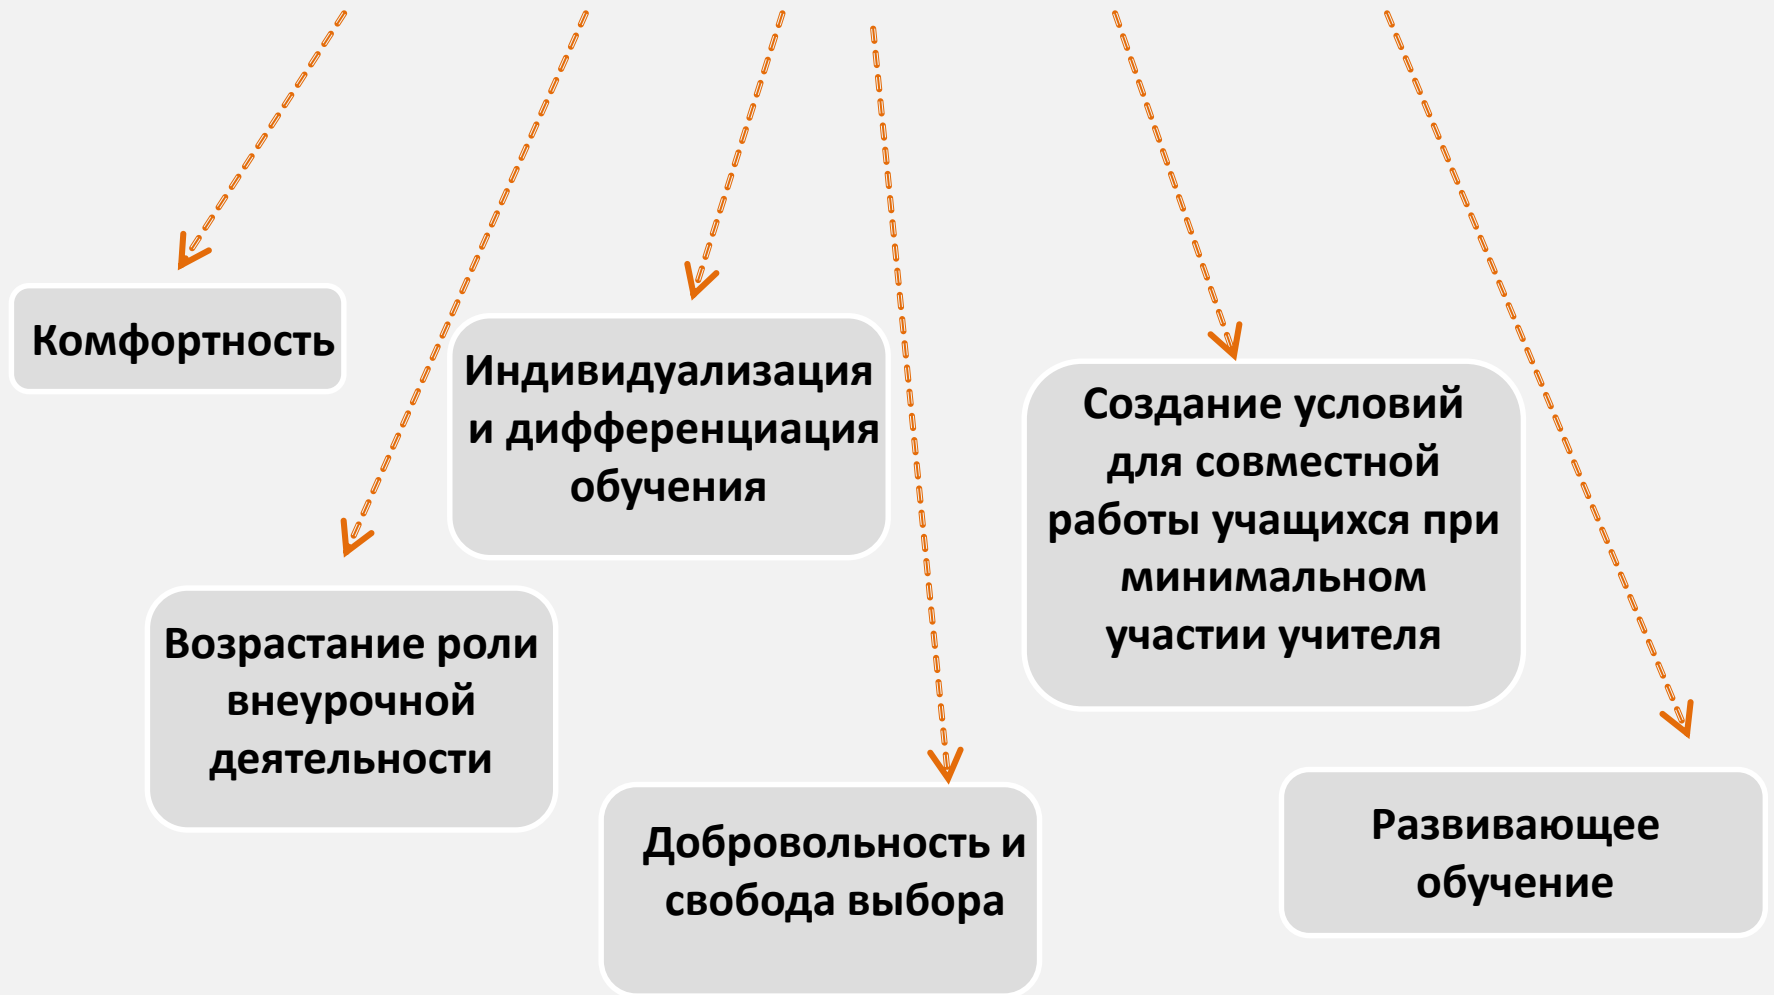 Комфортность
Индивидуализация
и дифференциация
обучения
Создание условий
для совместной
работы учащихся при
минимальном
участии учителя
Возрастание роли
внеурочной
деятельности
Добровольность и
свобода выбора
Развивающее
обучение